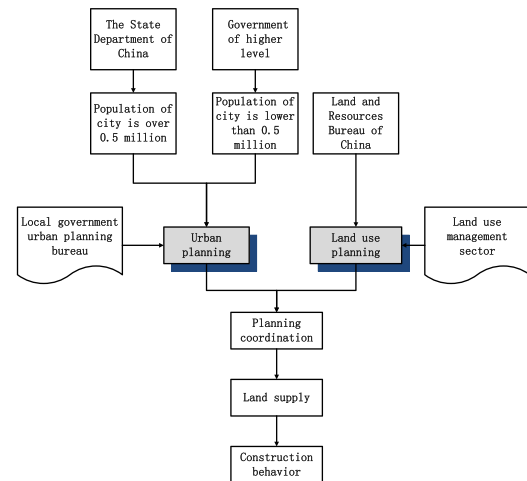 The State
Department of
China
Government
of higher
level
Population of
city is over
0.5 million
Population of
city is lower
than 0.5
million
Land and
Resources
Bureau of
China
Local government
urban planning
bureau
Urban
planning
Land use
planning
Land use
management
sector
Planning
coordination
Land supply
Construction
behavior